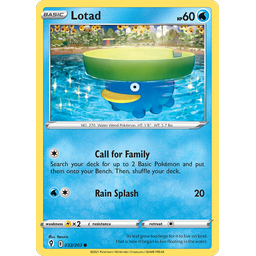 BASIC Lotad HP60
NO. 270 Water Weed Pokémon HT: 1'8" WT: 5.7 lbs
Call for Family
Search your deck for up to 2 Basic Pokémon and put
them onto your Bench. Then, shuffle your deck.
Rain Splash 20
weakness ×2 resistance retreat
032/203